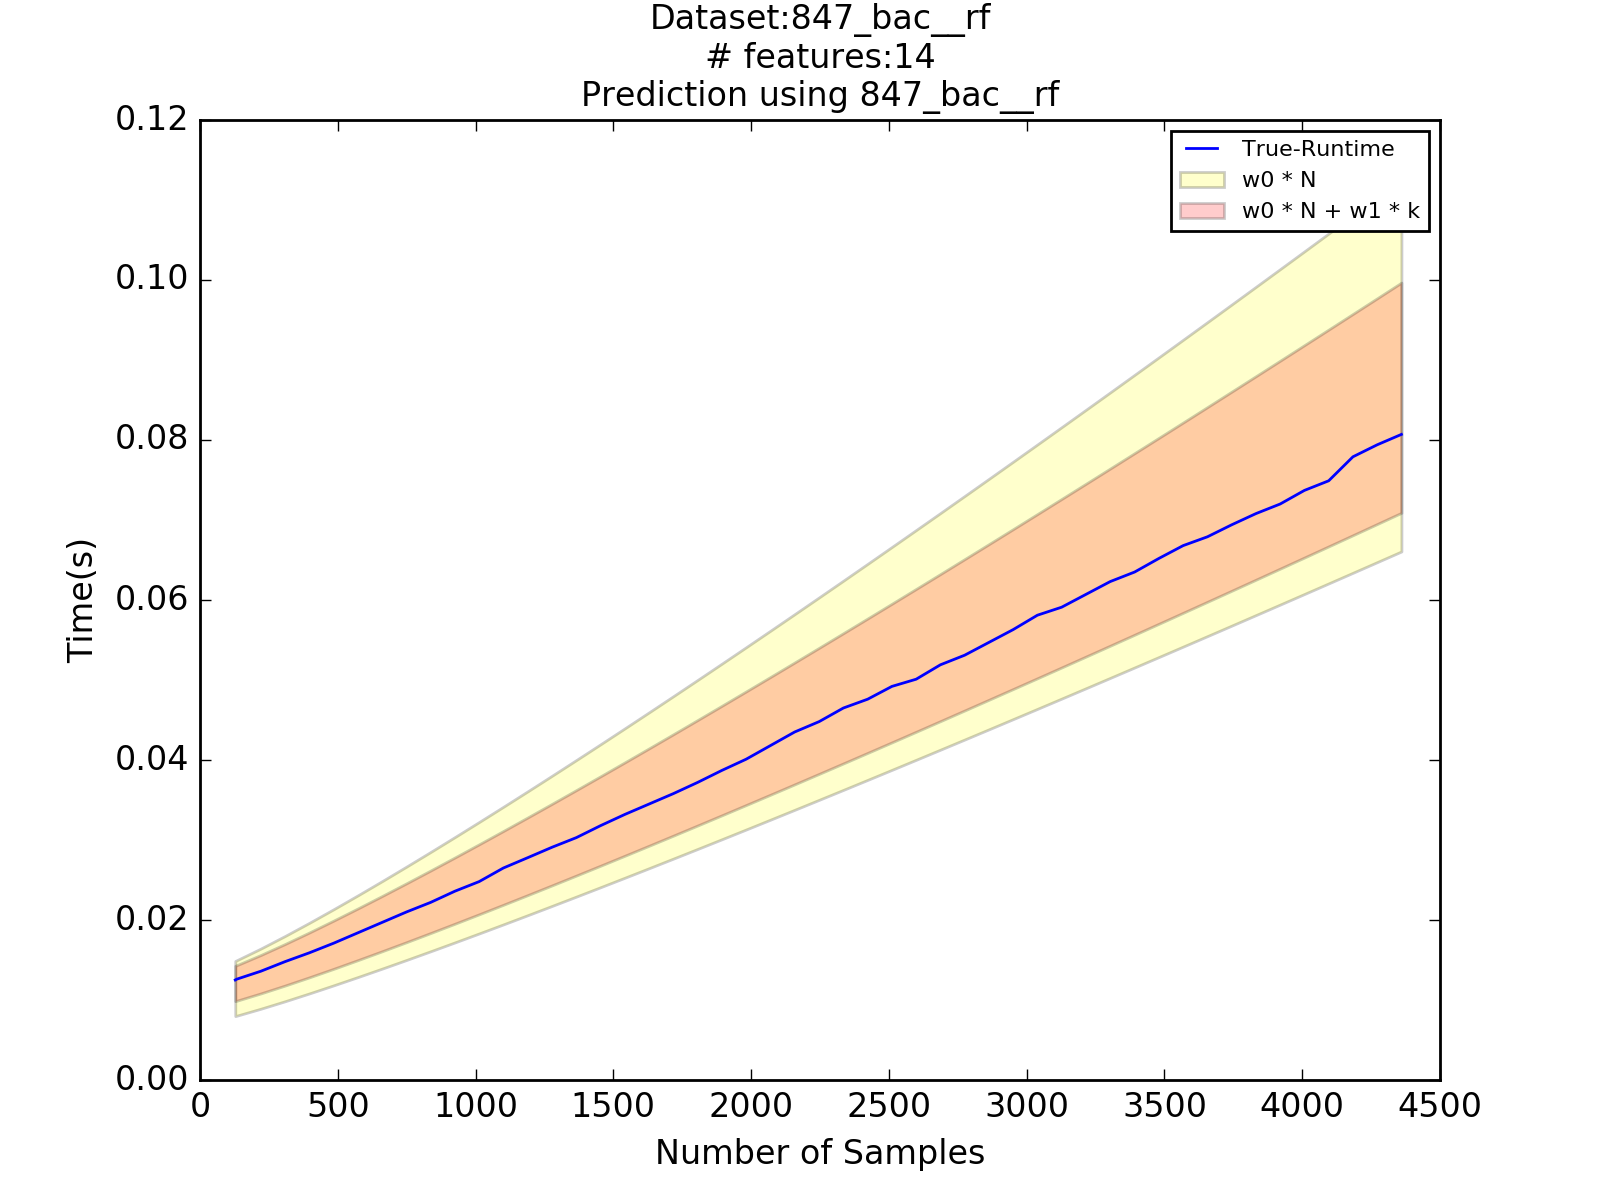 Dataset:847_bac__rf
# features:14
Prediction using 847_bac__rf
0.12
0.10
0.08
0.06
0.04
0.02
0.00
Time(s)
True-Runtime
w0 * N
w0 * N + w1 * k
0 500 1000 1500 2000 2500 3000 3500 4000 4500
Number of Samples